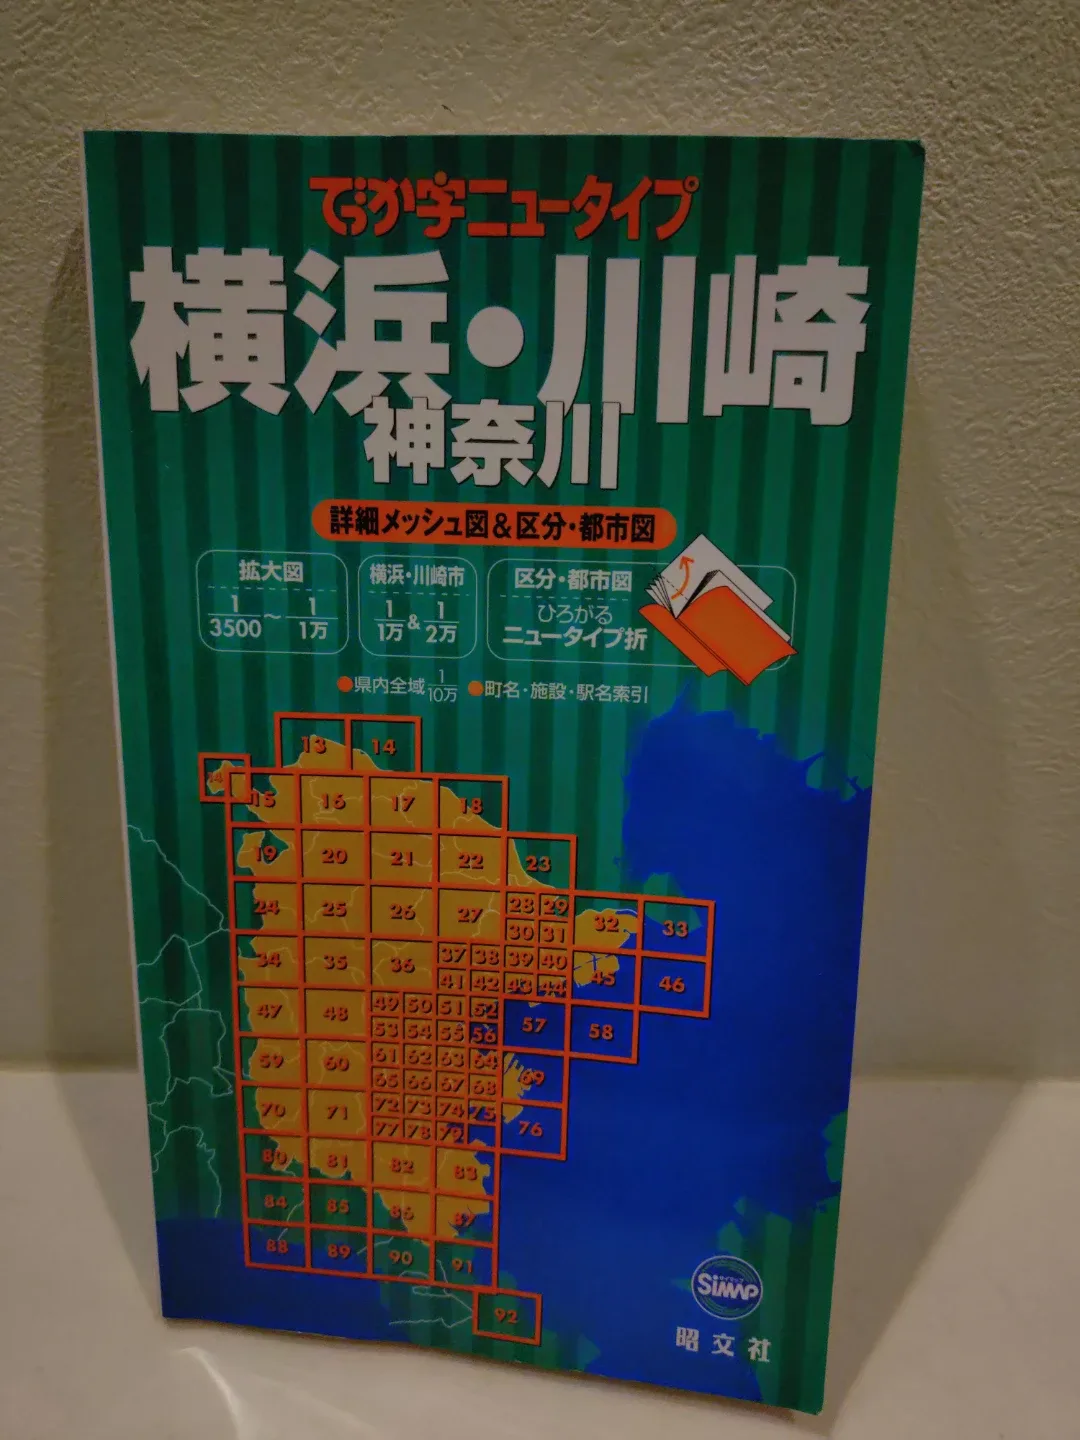 でっか字ニュータイプ
横浜・川崎
神奈川
詳細メッシュ図&区分・都市図
拡大図
1/3500~1/1万
横浜・川崎市
1/1万&1/2万
区分・都市図
ひろがる
ニュータイプ折
●県内全域1/10万 ●町名・施設・駅名索引
13 14
14 15 16 17 18
19 20 21 22 23
24 25 26 27 28 29 32 33
30 31
34 35 36 37 38 39 40 45 46
41 42 43 44
47 48 49 50 51 52 57 58
53 54 55 56
59 60 61 62 63 64 69
65 66 67 68
70 71 72 73 74 75 76
77 78 79
80 81 82 83
84 85 86 87
88 89 90 91
92
サイマップ
SiMAP
昭文社